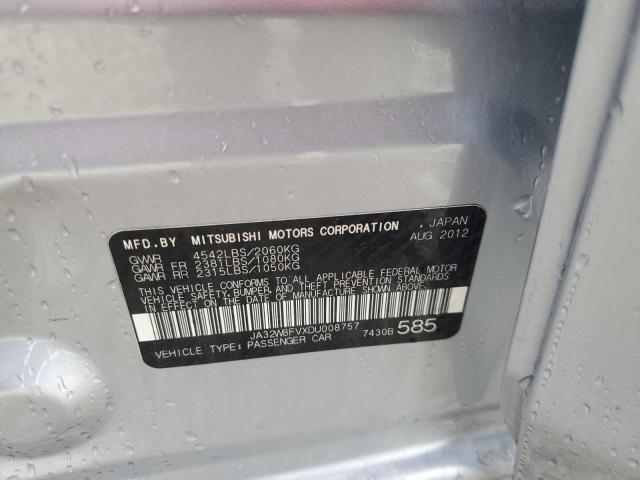 MFD.BY MITSUBISHI MOTORS CORPORATION , JAPAN
AUG 2012
GVWR 4542LBS/2060KG
GAWR FR 2381LBS/1080KG
GAWR RR 2315LBS/1050KG
THIS VEHICLE CONFORMS TO ALL APPLICABLE FEDERAL MOTOR
VEHICLE SAFETY, BUMPER, AND THEFT PREVENTION STANDARDS
IN EFFECT ON THE DATE OF MANUFACTURE SHOWN ABOVE.
JA32W8FVXDU008757 7430B 585
VEHICLE TYPE: PASSENGER CAR